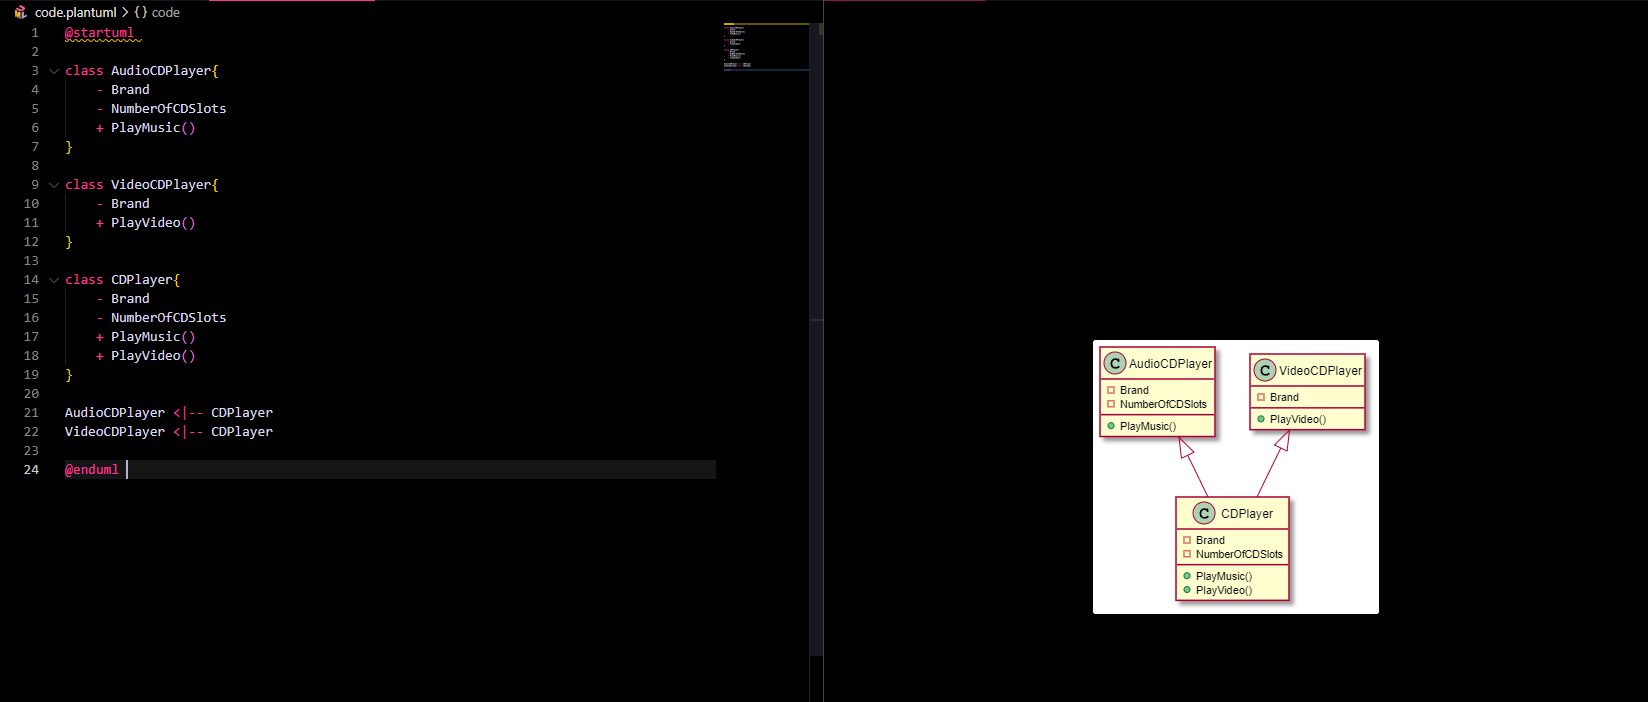 code.plantuml > {} code
1 @startuml
2
3 class AudioCDPlayer{
4 - Brand
5 - NumberOfCDSlots
6 + PlayMusic()
7 }
8
9 class VideoCDPlayer{
10 - Brand
11 + PlayVideo()
12 }
13
14 class CDPlayer{
15 - Brand
16 - NumberOfCDSlots
17 + PlayMusic()
18 + PlayVideo()
19 }
20
21 AudioCDPlayer <|-- CDPlayer
22 VideoCDPlayer <|-- CDPlayer
23
24 @enduml
C AudioCDPlayer
Brand
NumberOfCDSlots
PlayMusic()
C VideoCDPlayer
Brand
PlayVideo()
C CDPlayer
Brand
NumberOfCDSlots
PlayMusic()
PlayVideo()